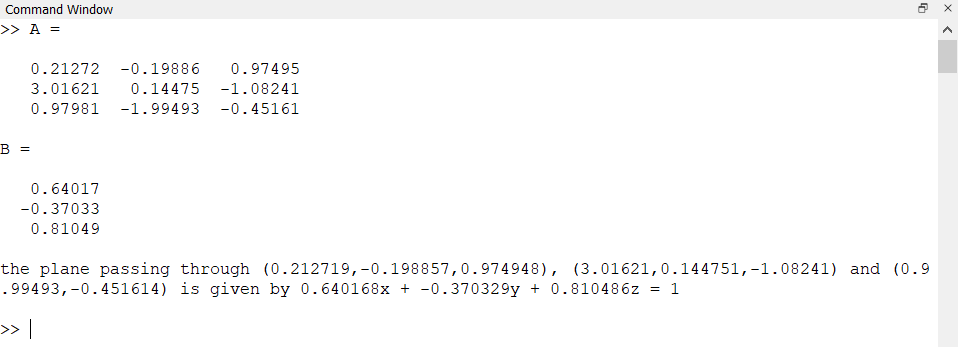 Command Window
>> A =
0.21272 -0.19886 0.97495
3.01621 0.14475 -1.08241
0.97981 -1.99493 -0.45161
B =
0.64017
-0.37033
0.81049
the plane passing through (0.212719,-0.198857,0.974948), (3.01621,0.144751,-1.08241) and (0.9
.99493,-0.451614) is given by 0.640168x + -0.370329y + 0.810486z = 1
>>